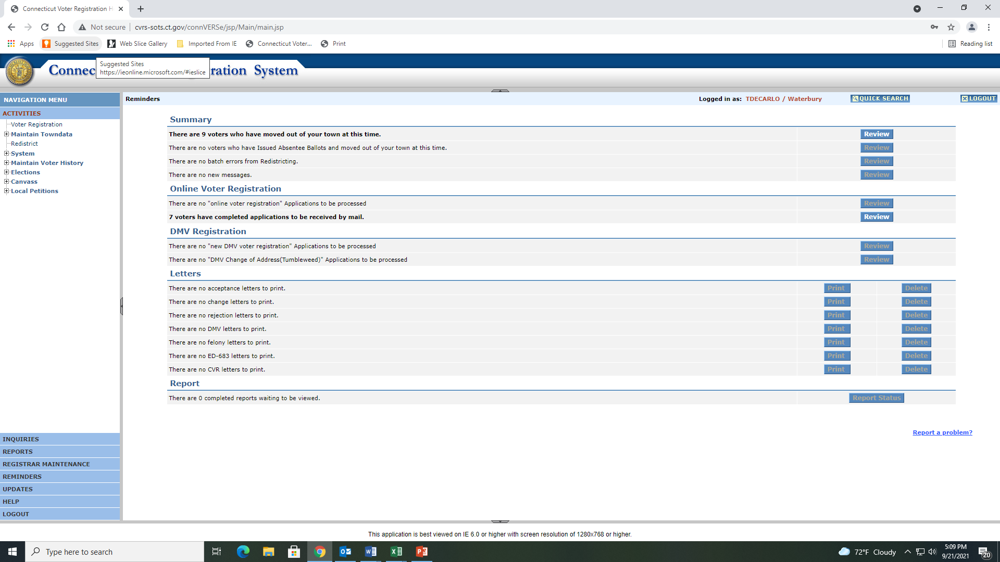 Connecticut Voter Registration H
Not secure
cvrs-sots.ct.gov/connVERSe/jsp/Main/main.jsp
Apps
Suggested Sites
Web Slice Gallery
Imported From IE
Connecticut Voter...
Print
Reading list
Suggested Sites
https://ieonline.microsoft.com/#ieslice
Connec
ration System
NAVIGATION MENU
ACTIVITIES
Voter Registration
Maintain Towndata
Redistrict
System
Maintain Voter History
Elections
Canvass
Local Petitions
INQUIRIES
REPORTS
REGISTRAR MAINTENANCE
REMINDERS
UPDATES
HELP
LOGOUT
Reminders
Logged in as: TDECARLO / Waterbury
QUICK SEARCH
LOGOUT
Summary
There are 9 voters who have moved out of your town at this time. Review
There are no voters who have Issued Absentee Ballots and moved out of your town at this time. Review
There are no batch errors from Redistricting. Review
There are no new messages. Review
Online Voter Registration
There are no "online voter registration" Applications to be processed Review
7 voters have completed applications to be received by mail. Review
DMV Registration
There are no "new DMV voter registration" Applications to be processed Review
There are no "DMV Change of Address(Tumbleweed)" Applications to be processed Review
Letters
There are no acceptance letters to print. Print Delete
There are no change letters to print. Print Delete
There are no rejection letters to print. Print Delete
There are no DMV letters to print. Print Delete
There are no felony letters to print. Print Delete
There are no ED-683 letters to print. Print Delete
There are no CVR letters to print. Print Delete
Report
There are 0 completed reports waiting to be viewed. Report Status
Report a problem?
This application is best viewed on IE 6.0 or higher with screen resolution of 1280x768 or higher.
Type here to search
72°F Cloudy
5:09 PM
9/21/2021
20